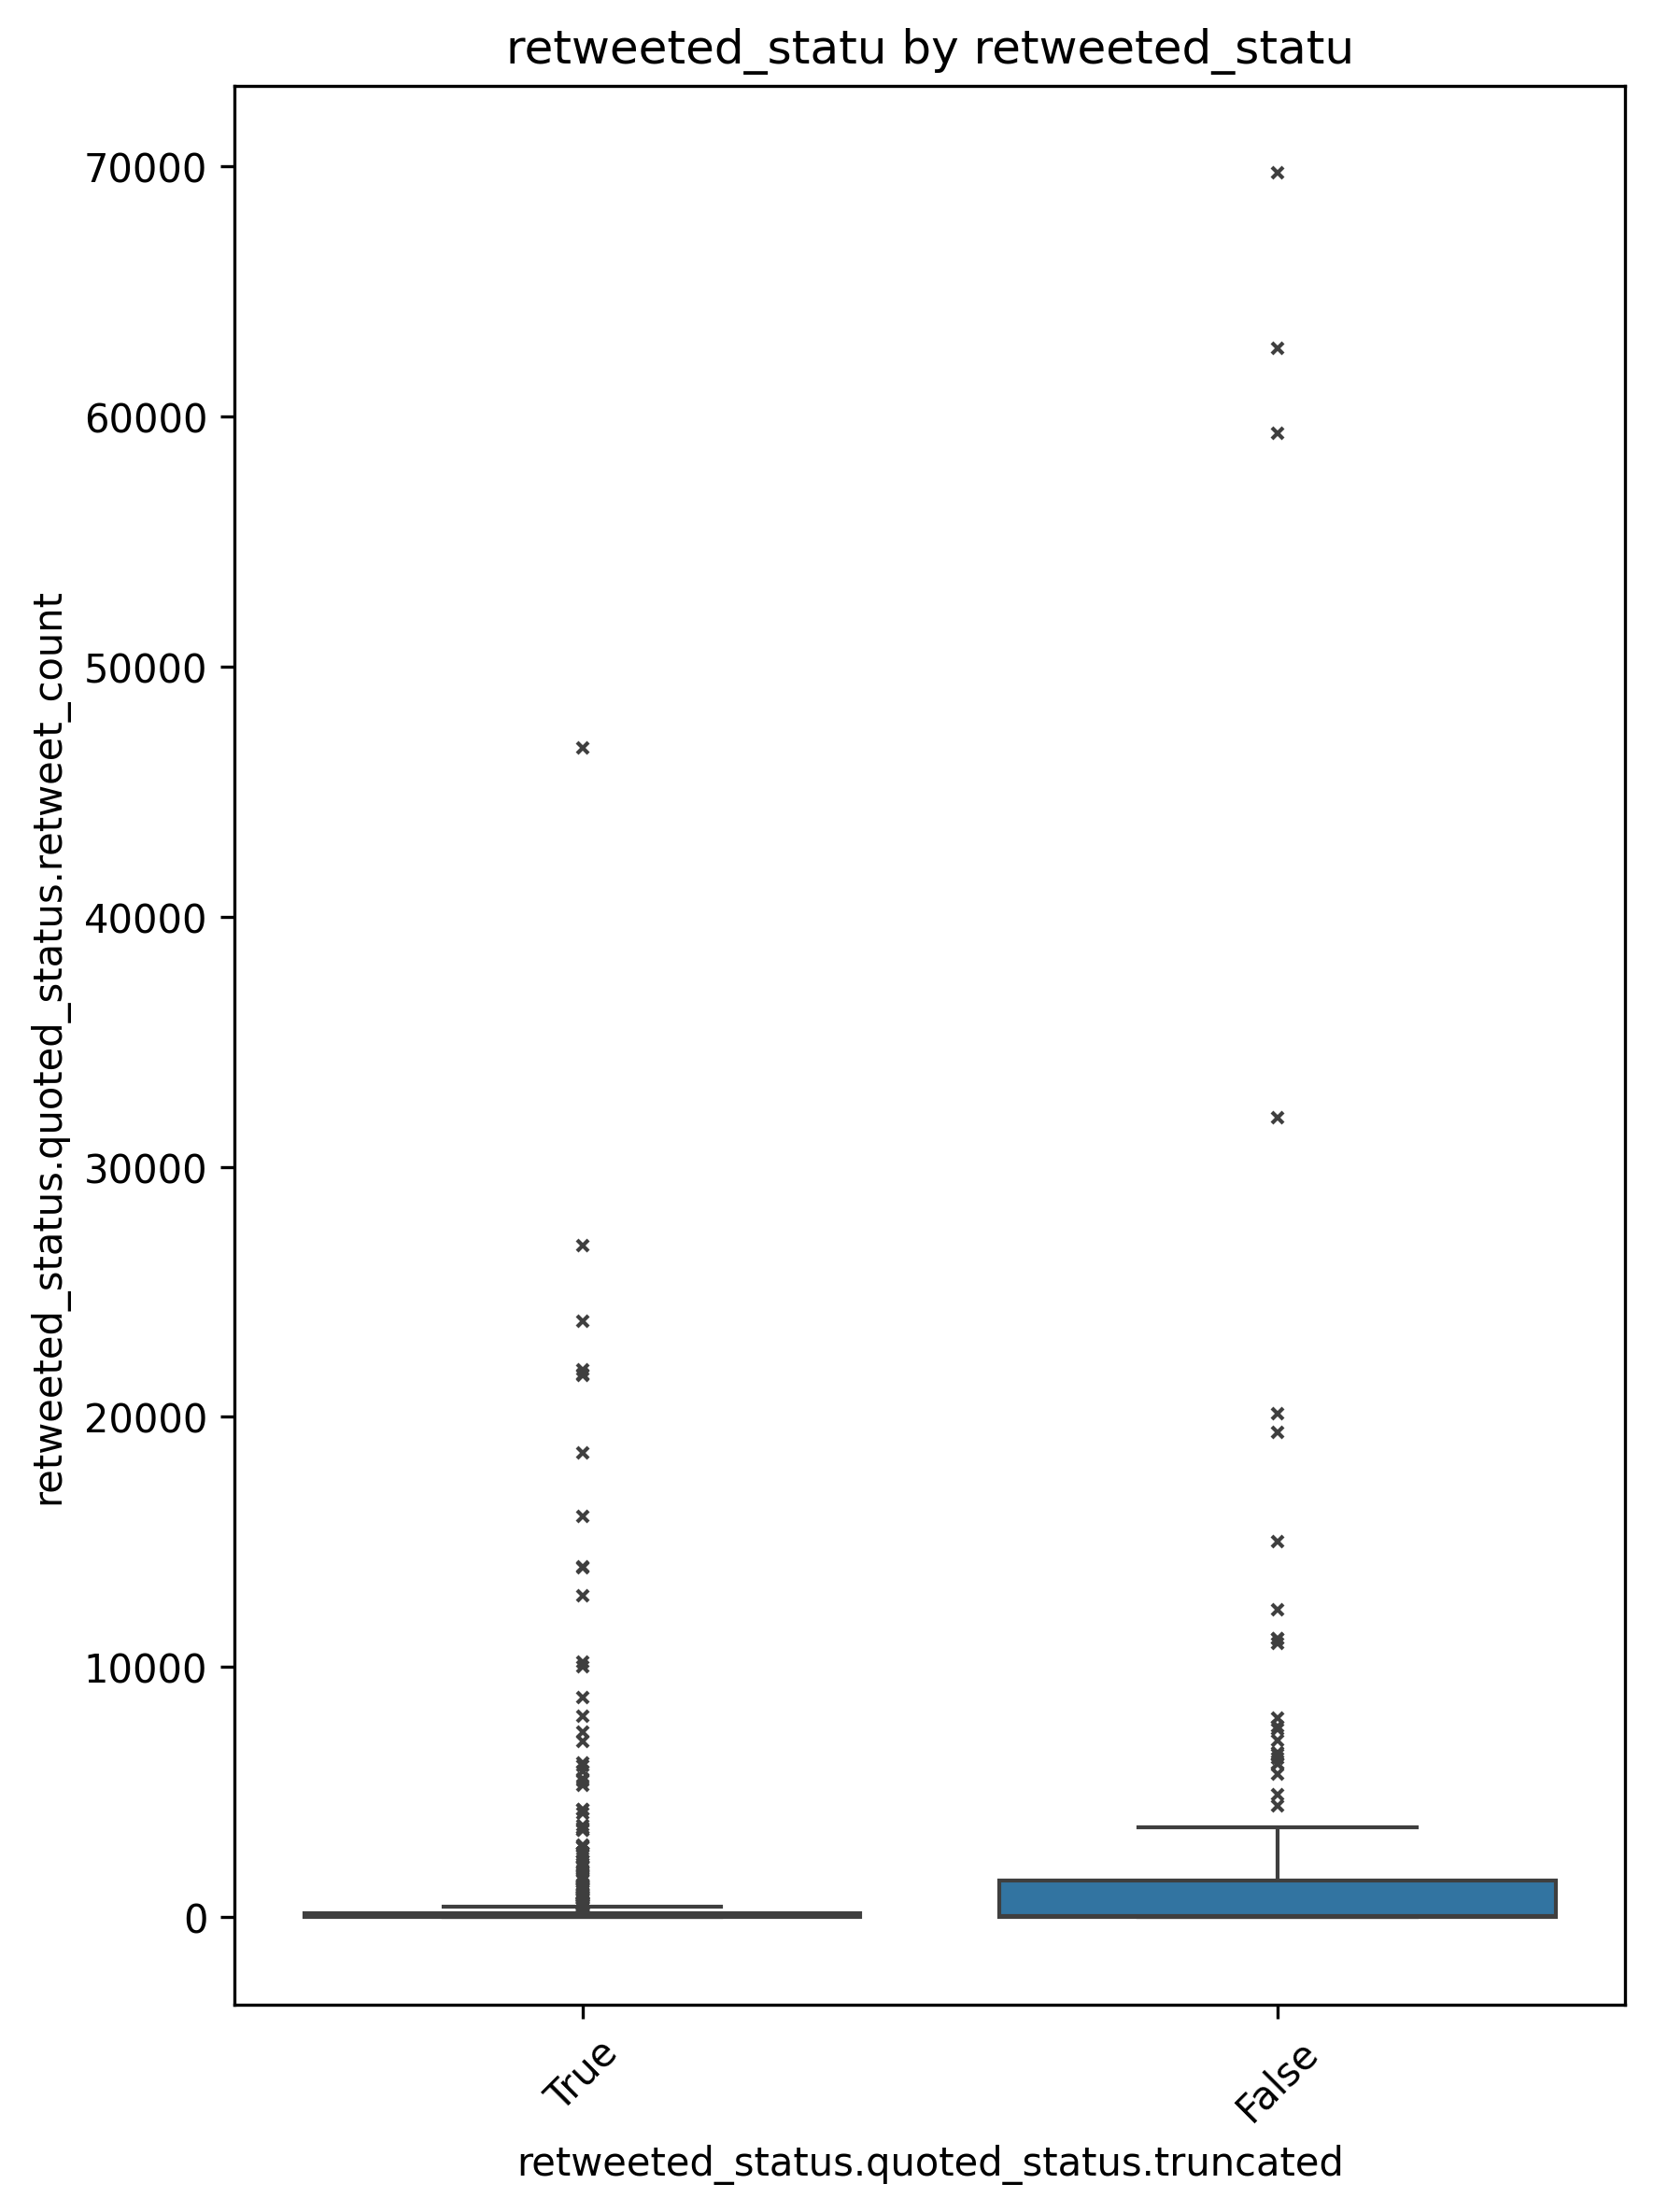 retweeted_statu by retweeted_statu
retweeted_status.quoted_status.retweet_count
70000
60000
50000
40000
30000
20000
10000
0
True
False
retweeted_status.quoted_status.truncated